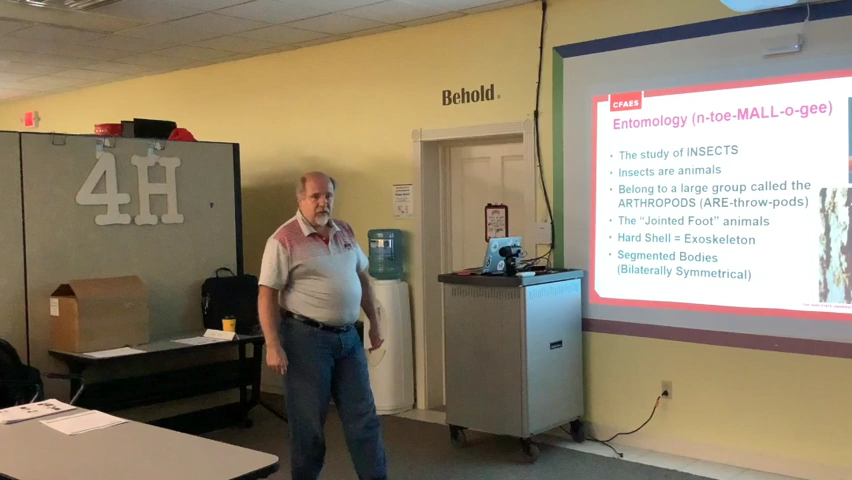 4H
Behold.
CFAES
Entomology (n-toe-MALL-o-gee)
• The study of INSECTS
• Insects are animals
• Belong to a large group called the
ARTHROPODS (ARE-throw-pods)
• The "Jointed Foot" animals
• Hard Shell = Exoskeleton
• Segmented Bodies
(Bilaterally Symmetrical)